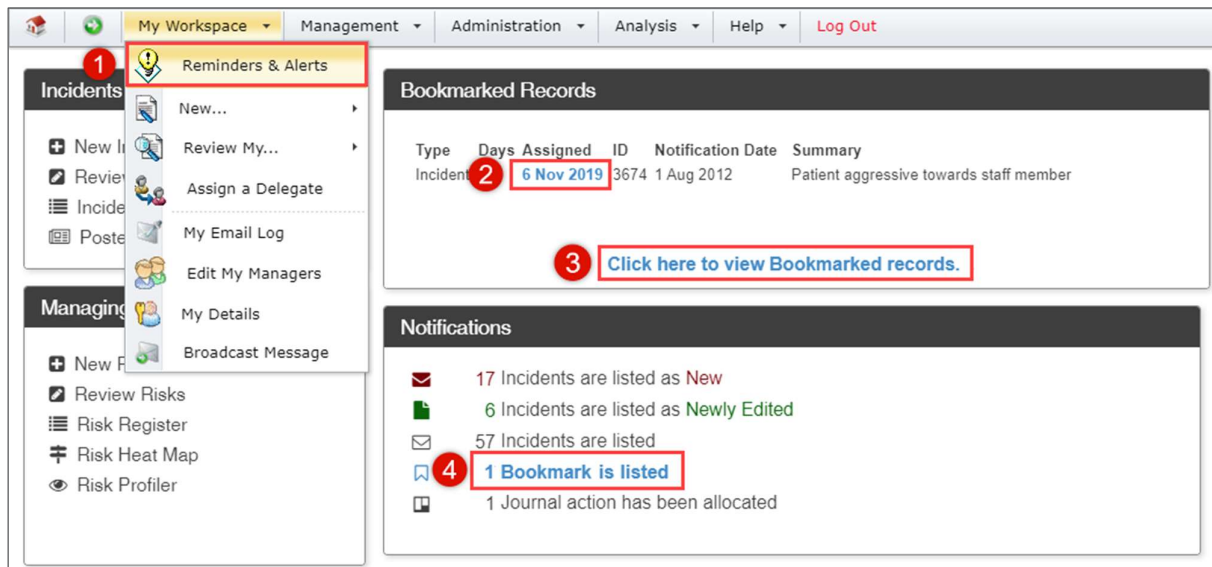 My Workspace Management Administration Analysis Help Log Out
1 Reminders & Alerts
New...
Review My...
Assign a Delegate
My Email Log
Edit My Managers
My Details
Broadcast Message
Incidents
New
Incide
Poste
Managing
New
Review Risks
Risk Register
Risk Heat Map
Risk Profiler
Bookmarked Records
Type Days Assigned ID Notification Date Summary
Incident 2 6 Nov 2019 3674 1 Aug 2012 Patient aggressive towards staff member
3 Click here to view Bookmarked records.
Notifications
17 Incidents are listed as New
6 Incidents are listed as Newly Edited
57 Incidents are listed
4 1 Bookmark is listed
1 Journal action has been allocated